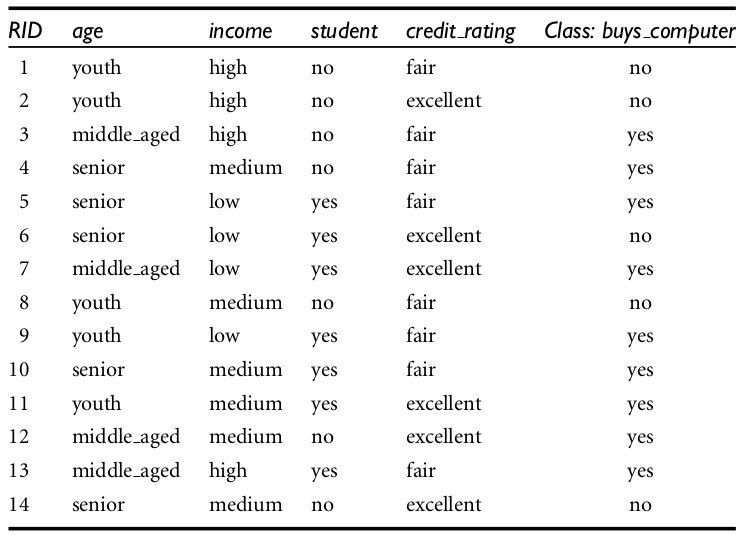 RID age income student credit_rating Class: buys_computer
1 youth high no fair no
2 youth high no excellent no
3 middle_aged high no fair yes
4 senior medium no fair yes
5 senior low yes fair yes
6 senior low yes excellent no
7 middle_aged low yes excellent yes
8 youth medium no fair no
9 youth low yes fair yes
10 senior medium yes fair yes
11 youth medium yes excellent yes
12 middle_aged medium no excellent yes
13 middle_aged high yes fair yes
14 senior medium no excellent no